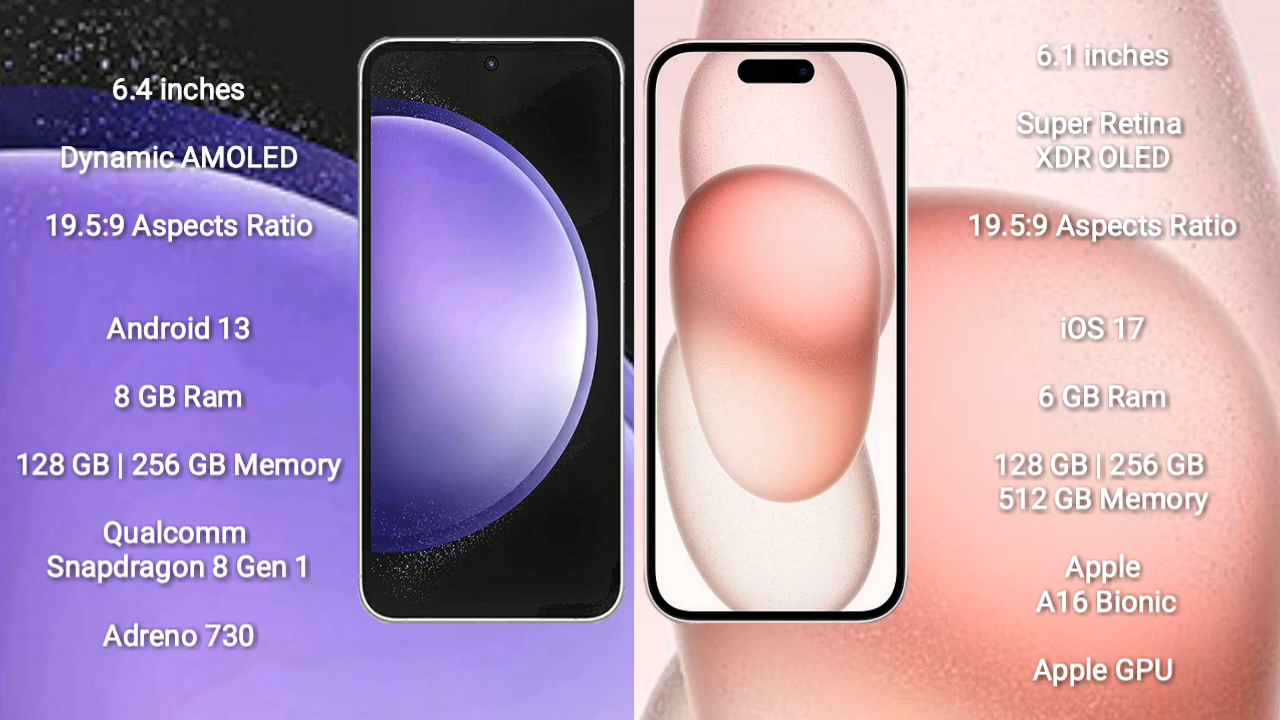 6.4 inches
Dynamic AMOLED
19.5:9 Aspects Ratio
Android 13
8 GB Ram
128 GB | 256 GB Memory
Qualcomm
Snapdragon 8 Gen 1
Adreno 730
6.1 inches
Super Retina
XDR OLED
19.5:9 Aspects Ratio
iOS 17
6 GB Ram
128 GB | 256 GB
512 GB Memory
Apple
A16 Bionic
Apple GPU